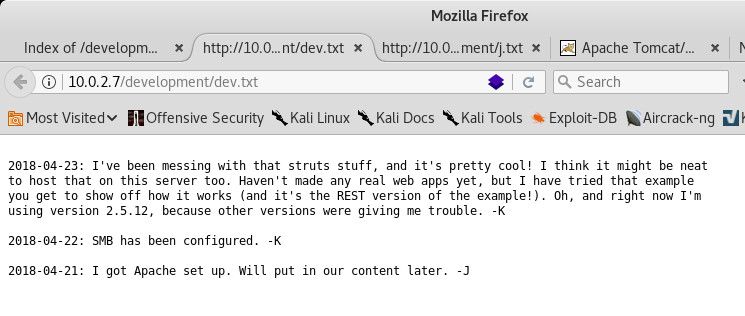 Mozilla Firefox
Index of /developm... × http://10.0...nt/dev.txt × http://10.0...ment/j.txt × Apache Tomcat/... ×
10.0.2.7/development/dev.txt Search
Most Visited Offensive Security Kali Linux Kali Docs Kali Tools Exploit-DB Aircrack-ng
2018-04-23: I've been messing with that struts stuff, and it's pretty cool! I think it might be neat
to host that on this server too. Haven't made any real web apps yet, but I have tried that example
you get to show off how it works (and it's the REST version of the example!). Oh, and right now I'm
using version 2.5.12, because other versions were giving me trouble. -K
2018-04-22: SMB has been configured. -K
2018-04-21: I got Apache set up. Will put in our content later. -J